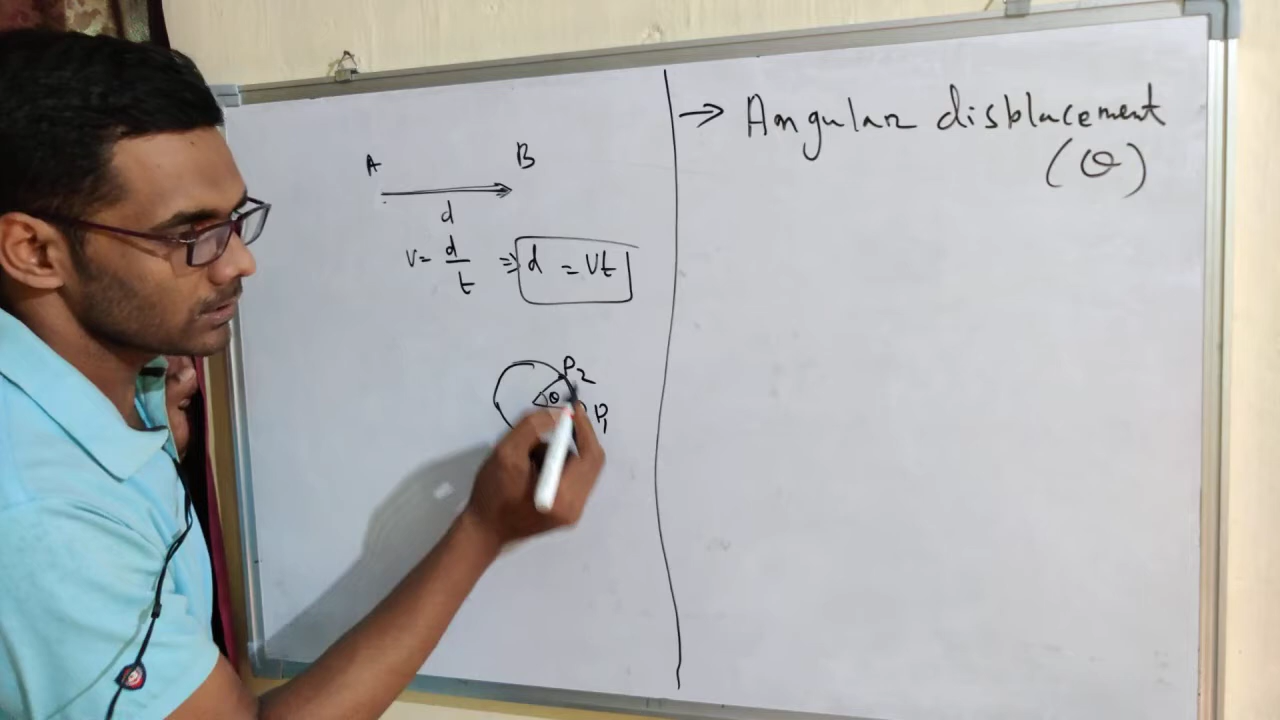 A B
d
v = d/t ⇒ d = vt
P2
θ
P1
→ Angular displacement
(θ)